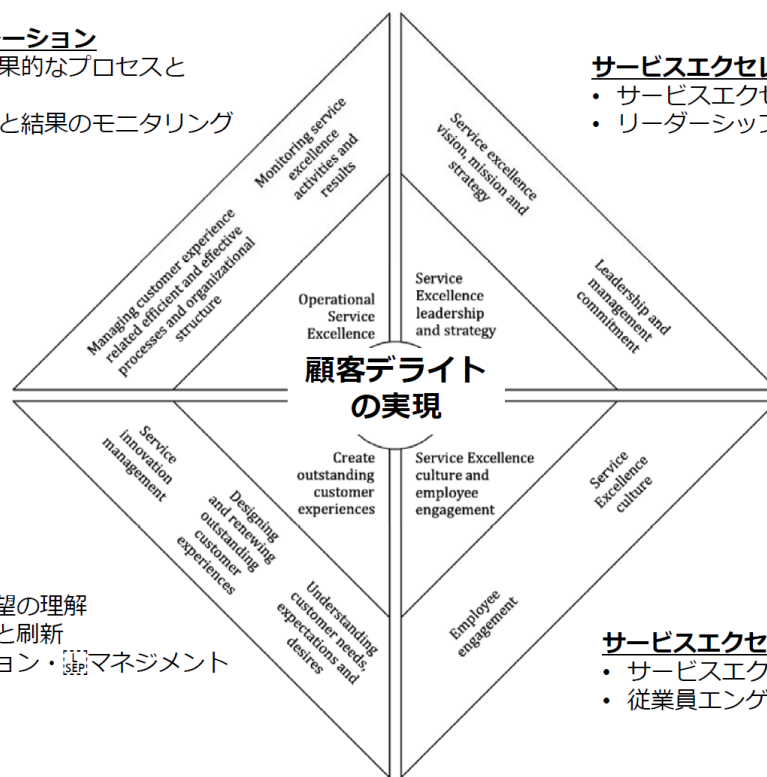 ーション
果的なプロセスと
と結果のモニタリング
サービスエクセレ
• サービスエクセ
• リーダーシップ
Monitoring service
excellence
activities and
results
Managing customer experience
related efficient and effective
processes and organizational
structure
Operational
Service
Excellence
Service excellence
vision, mission and
strategy
Leadership and
management
commitment
Service
Excellence
leadership
and strategy
顧客デライト
の実現
Create
outstanding
customer
experiences
Service
innovation
management
Designing
and renewing
outstanding
customer
experiences
Understanding
customer needs,
expectations and
desires
Service Excellence
culture and
employee
engagement
Service
Excellence
culture
Employee
engagement
望の理解
と刷新
ョン・マネジメント
サービスエクセ
• サービスエク
• 従業員エンゲ